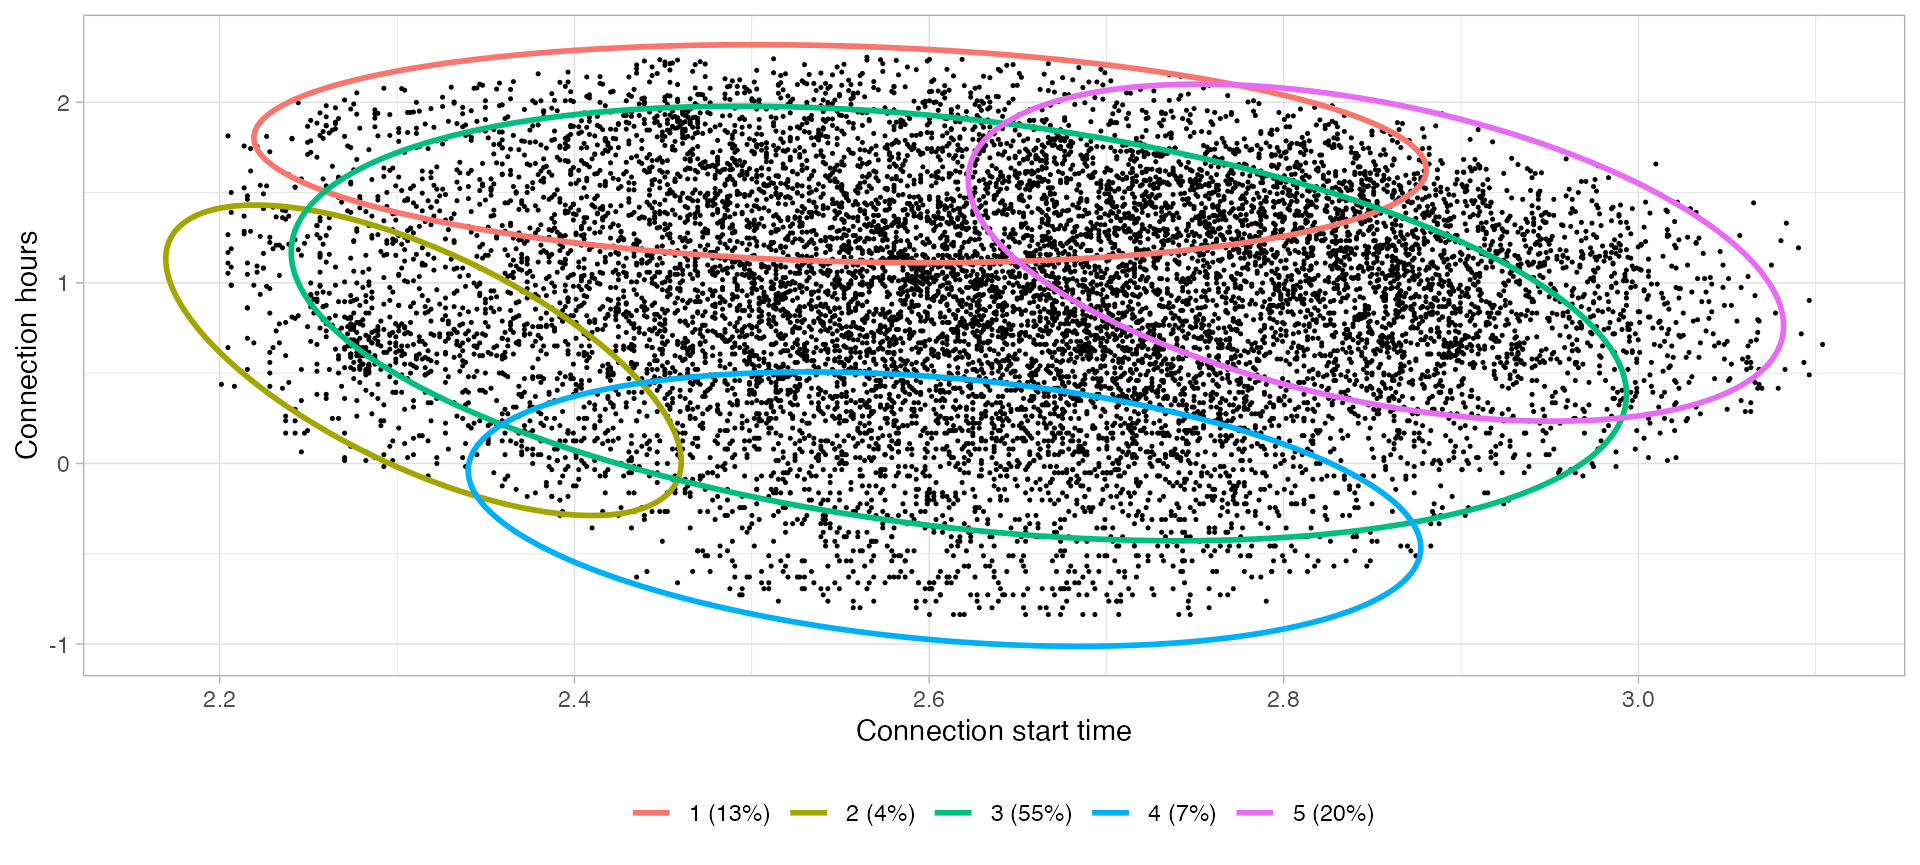 Connection hours
2
1
0
-1
2.2 2.4 2.6 2.8 3.0
Connection start time
1 (13%) 2 (4%) 3 (55%) 4 (7%) 5 (20%)